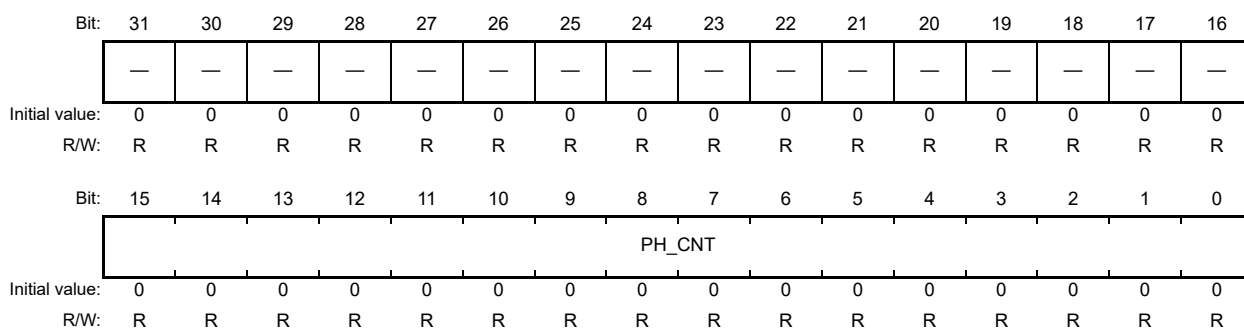 Bit: 31 30 29 28 27 26 25 24 23 22 21 20 19 18 17 16
— — — — — — — — — — — — — — — —
Initial value: 0 0 0 0 0 0 0 0 0 0 0 0 0 0 0 0
R/W: R R R R R R R R R R R R R R R R
Bit: 15 14 13 12 11 10 9 8 7 6 5 4 3 2 1 0
PH_CNT
Initial value: 0 0 0 0 0 0 0 0 0 0 0 0 0 0 0 0
R/W: R R R R R R R R R R R R R R R R